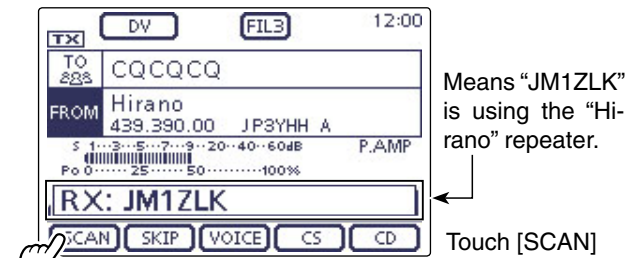 DV FIL3 12:00
TX
TO CQCQCQ
FROM Hirano
439.390.00 JP3YHH A
S 1···3···5···7···9··20··40··60dB P.AMP
Po 0······ 25 ······50··········100%
RX: JM1ZLK
SCAN SKIP VOICE CS CD
Means “JM1ZLK”
is using the “Hi-
rano” repeater.
Touch [SCAN]